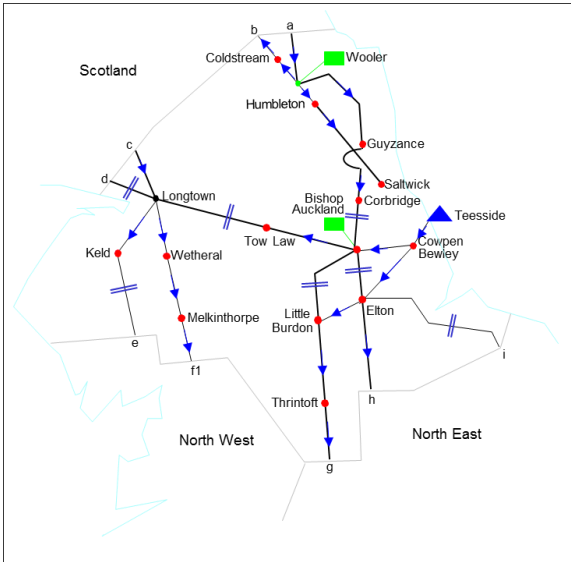 b
a
Coldstream
Wooler
Scotland
Humbleton
Guyzance
c
d
Longtown
Saltwick
Bishop
Auckland
Corbridge
Teesside
Tow Law
Cowpen
Bewley
Keld
Wetheral
Elton
Little
Burdon
Melkinthorpe
e
f1
i
h
Thrintoft
North West
North East
g